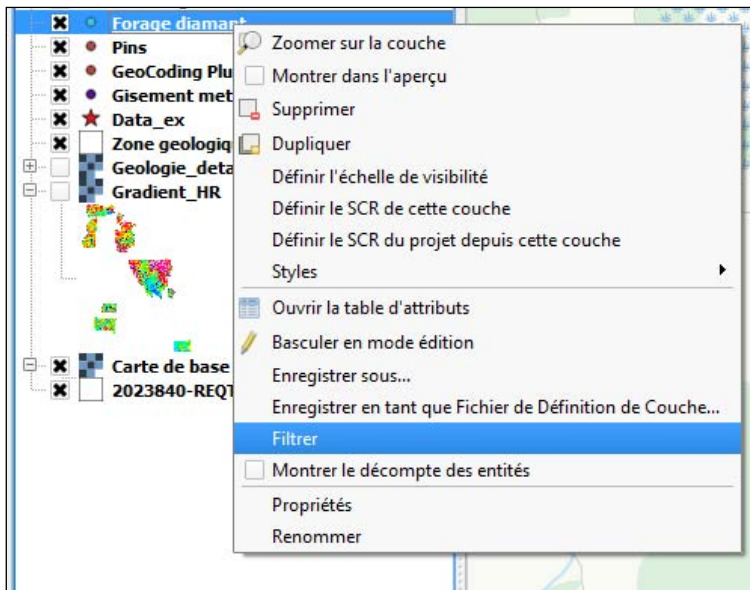 Forage diamant
Pins
GeoCoding Plu
Gisement met
Data_ex
Zone geologiq
Geologie_deta
Gradient_HR
Carte de base
2023840-REQT
Zoomer sur la couche
Montrer dans l'aperçu
Supprimer
Dupliquer
Définir l'échelle de visibilité
Définir le SCR de cette couche
Définir le SCR du projet depuis cette couche
Styles
Ouvrir la table d'attributs
Basculer en mode édition
Enregistrer sous...
Enregistrer en tant que Fichier de Définition de Couche...
Filtrer
Montrer le décompte des entités
Propriétés
Renommer